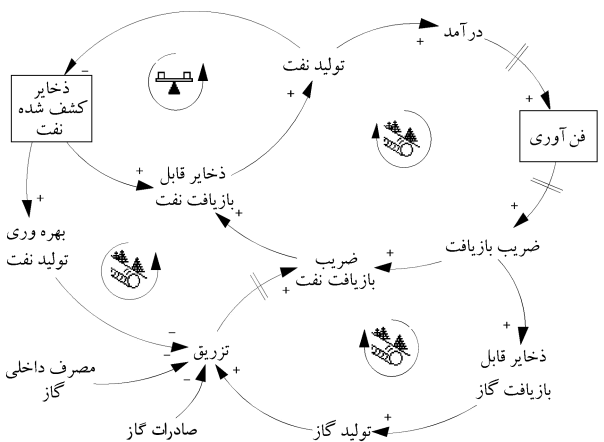 درآمد
تولید نفت
ذخایر
کشف شده
نفت
فن آوری
ذخایر قابل
بازیافت نفت
بهره وری
تولید نفت
ضریب
بازیافت نفت
ضریب بازیافت
تزریق
ذخایر قابل
بازیافت گاز
مصرف داخلی
گاز
صادرات گاز
تولید گاز